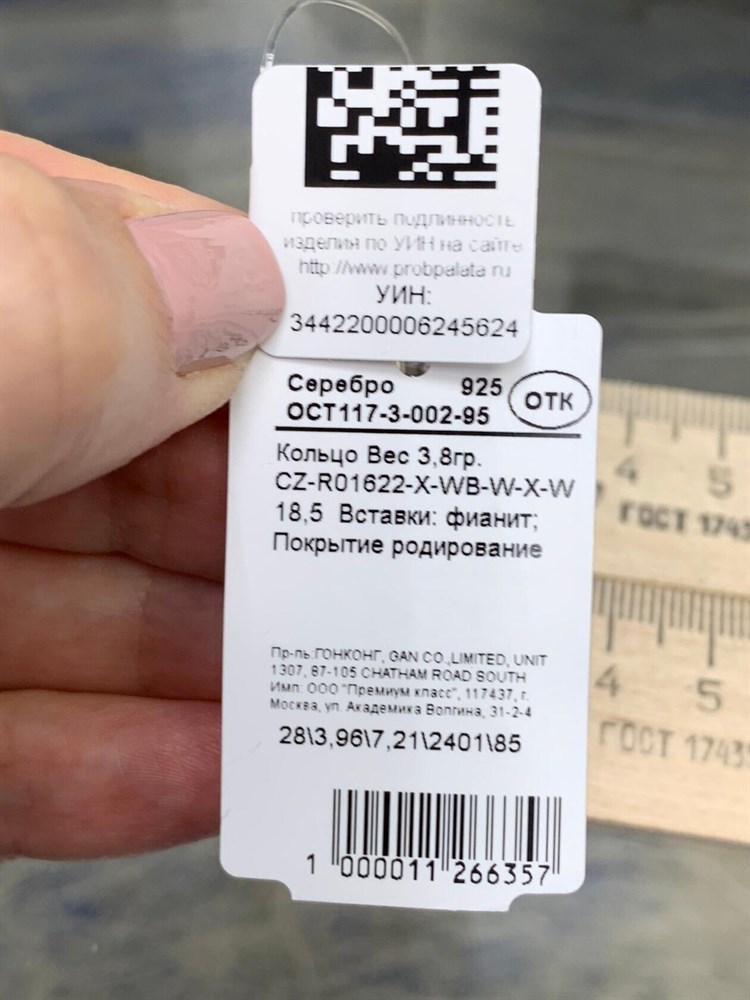 проверить подлинность
изделия по УИН на сайте
http://www.probpalata.ru
УИН:
3442200006245624
Серебро 925 ОТК
ОСТ117-3-002-95
Кольцо Вес 3,8гр.
CZ-R01622-X-WB-W-X-W
18,5 Вставки: фианит;
Покрытие родирование
Пр-ль:ГОНКОНГ, GAN CO.,LIMITED, UNIT
1307, 87-105 CHATHAM ROAD SOUTH
Имп: ООО "Премиум класс", 117437, г.
Москва, ул. Академика Волгина, 31-2-4
28\3,96\7,21\2401\85
1 000011 266357
4 5
ГОСТ 1743
4 5
ГОСТ 17435